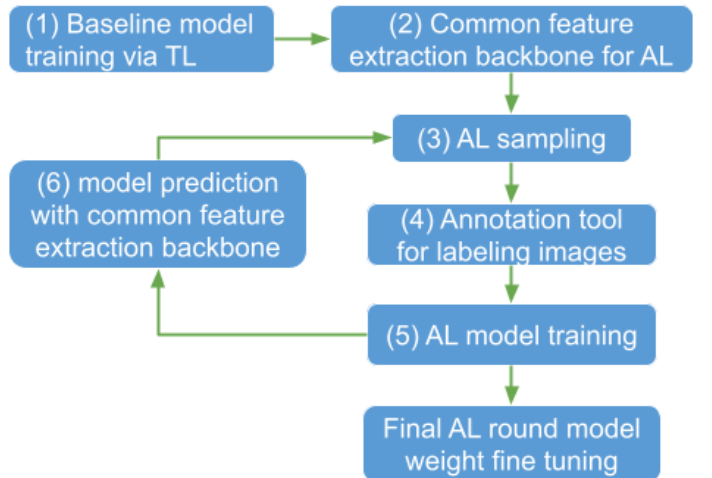 (1) Baseline model
training via TL
(2) Common feature
extraction backbone for AL
(3) AL sampling
(4) Annotation tool
for labeling images
(5) AL model training
(6) model prediction
with common feature
extraction backbone
Final AL round model
weight fine tuning